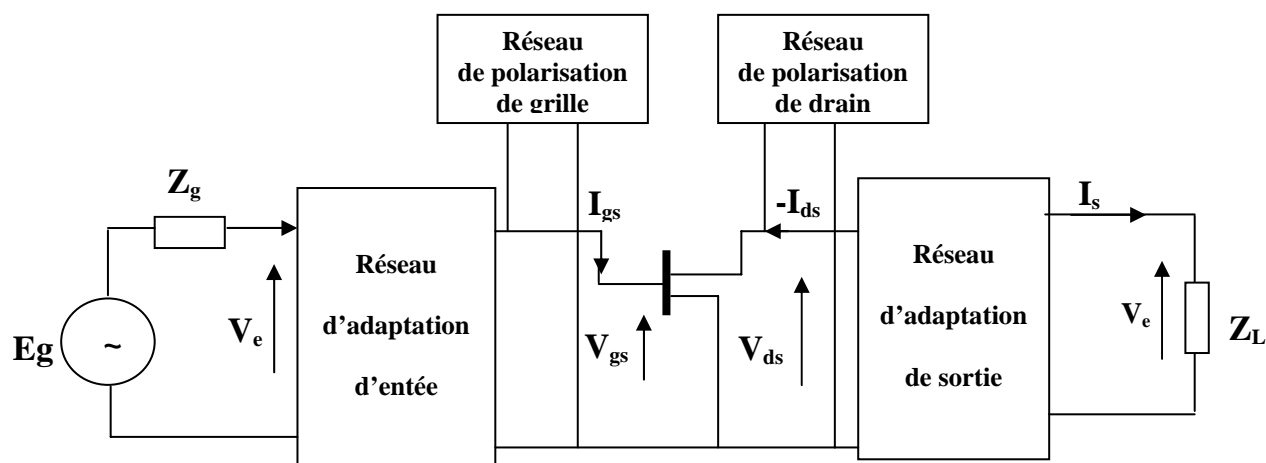 Réseau
de polarisation
de grille
Réseau
de polarisation
de drain
Zg
Igs
-Ids
Is
Réseau
d'adaptation
d'entée
Réseau
d'adaptation
de sortie
Eg
~
Ve
Vgs
Vds
Ve
ZL